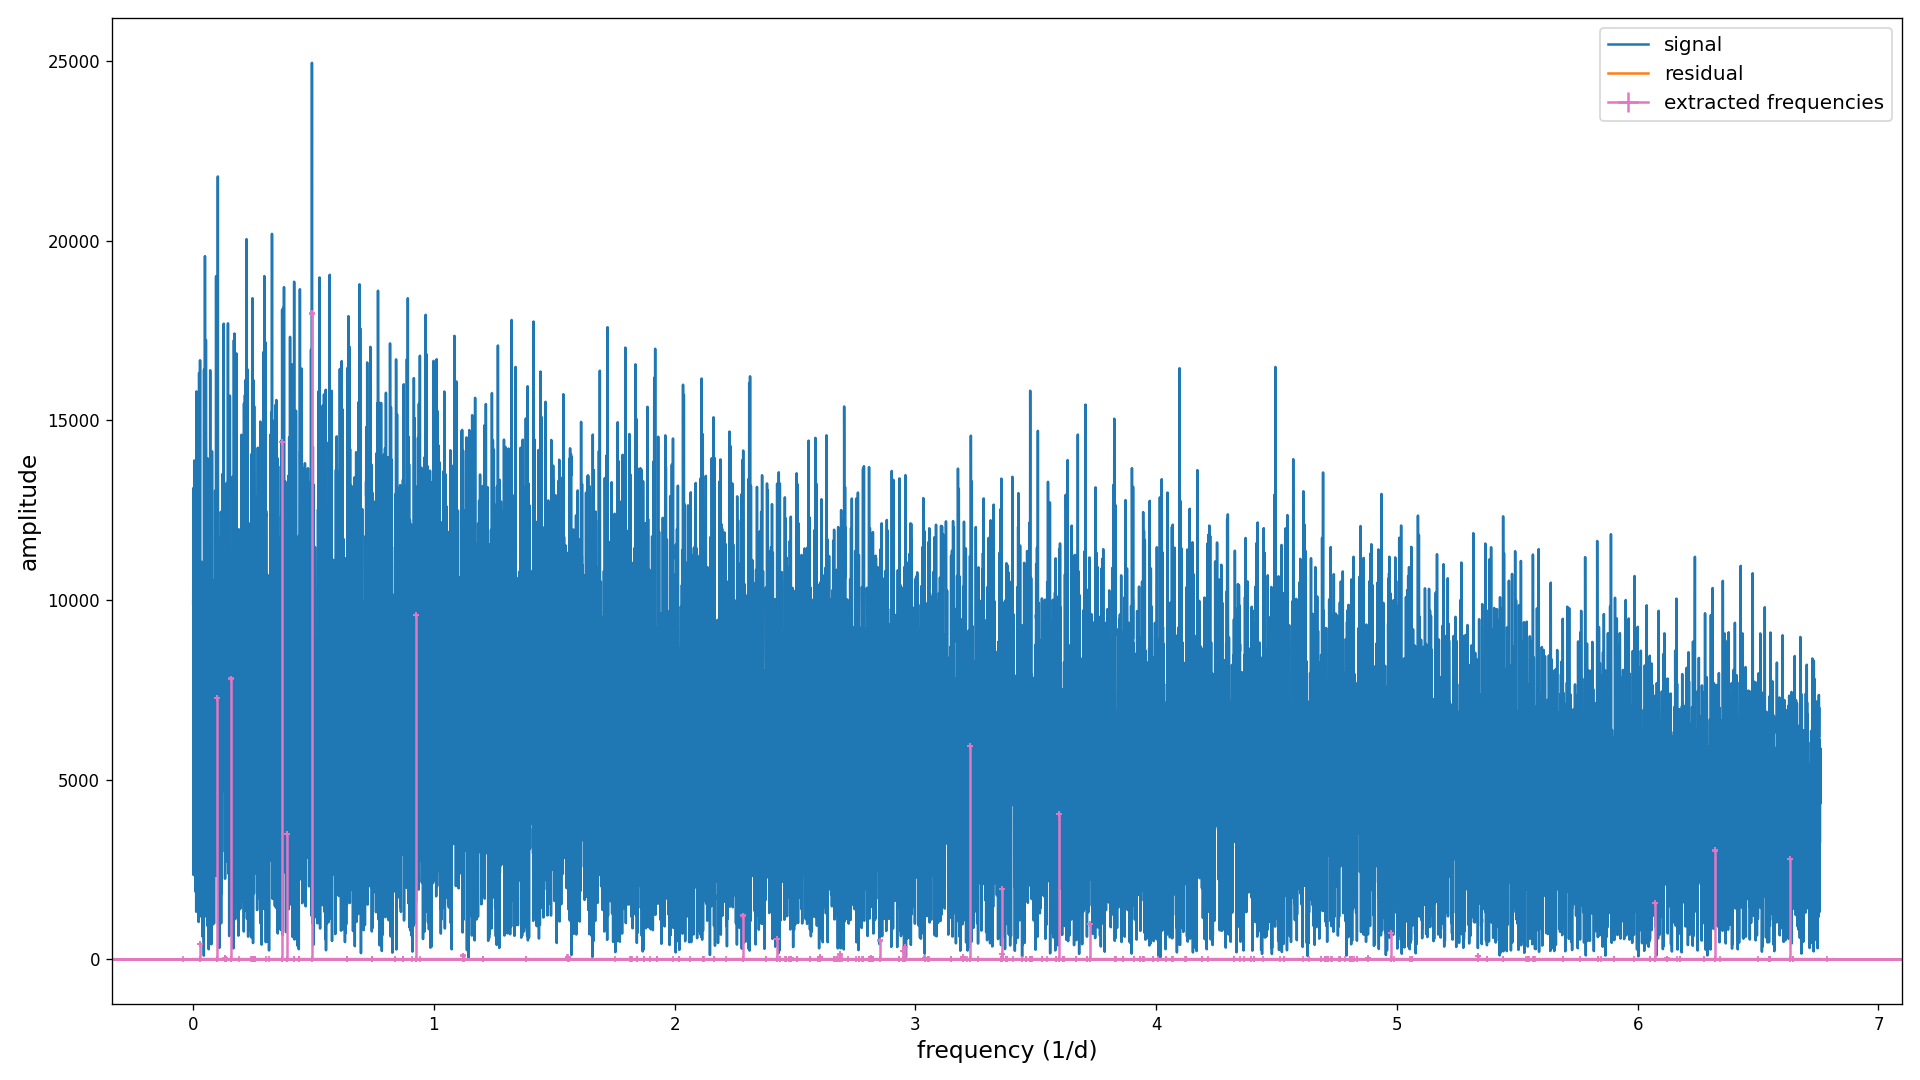 25000
20000
15000
10000
5000
0
amplitude
signal
residual
extracted frequencies
0 1 2 3 4 5 6 7
frequency (1/d)